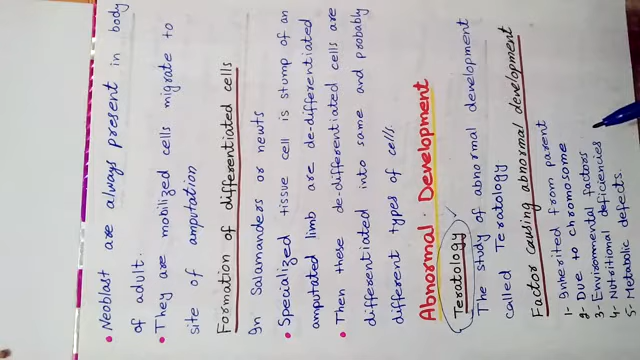 • Neoblast are always present in body
of adult.
• They are mobilized cells migrate to
site of amputation
Formation of differentiated cells
In salamanders or newts
• Specialized tissue cell is stump of an
amputated limb are de-differentiated
• Then these de-differentiated cells are
differentiated into same and probably
different types of cells.
Abnormal Development
Teratology
The study of abnormal development
called Teratology
Factor causing abnormal development
1- Inherited from parent
2- Due to chromosome
3- Environmental factors
4- Nutritional deficiencies
5- Metabolic defects.